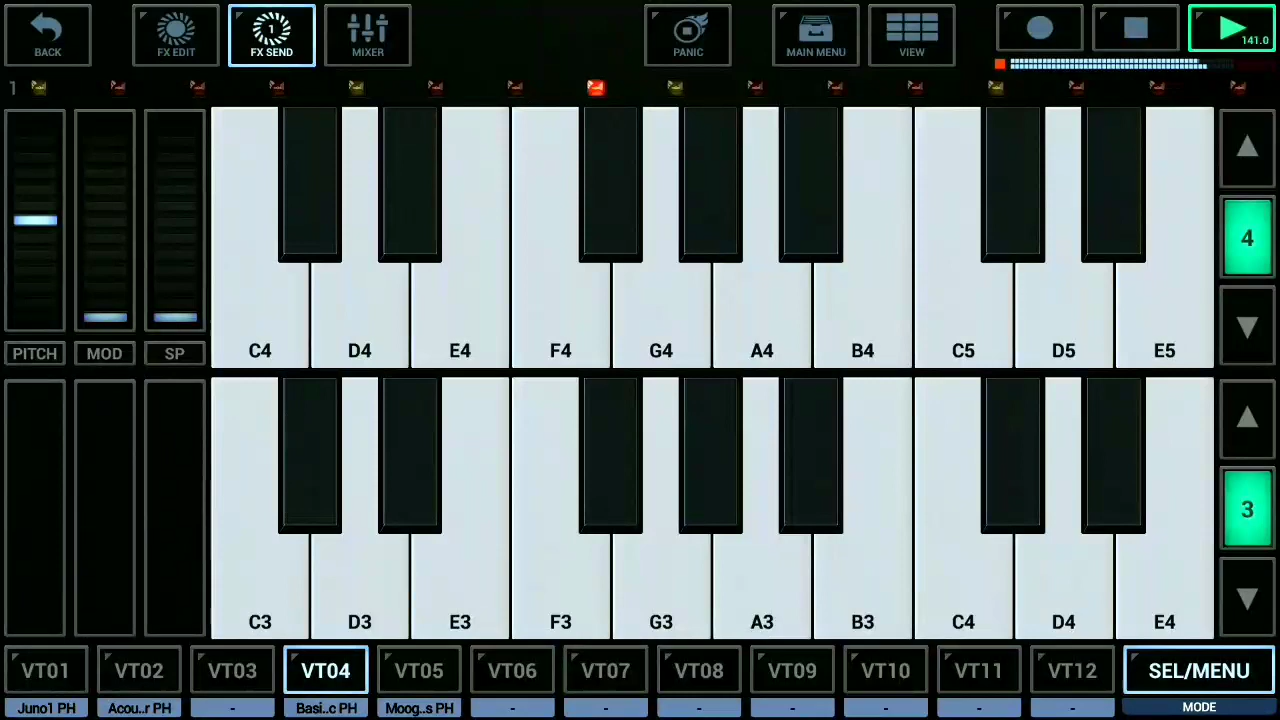 BACK
FX EDIT
1
FX SEND
MIXER
PANIC
MAIN MENU
VIEW
141.0
1
4
PITCH MOD SP
C4 D4 E4 F4 G4 A4 B4 C5 D5 E5
3
C3 D3 E3 F3 G3 A3 B3 C4 D4 E4
VT01 VT02 VT03 VT04 VT05 VT06 VT07 VT08 VT09 VT10 VT11 VT12 SEL/MENU
Juno1 PH Acou..r PH - Basi..c PH Moog..s PH - - - - - - - MODE